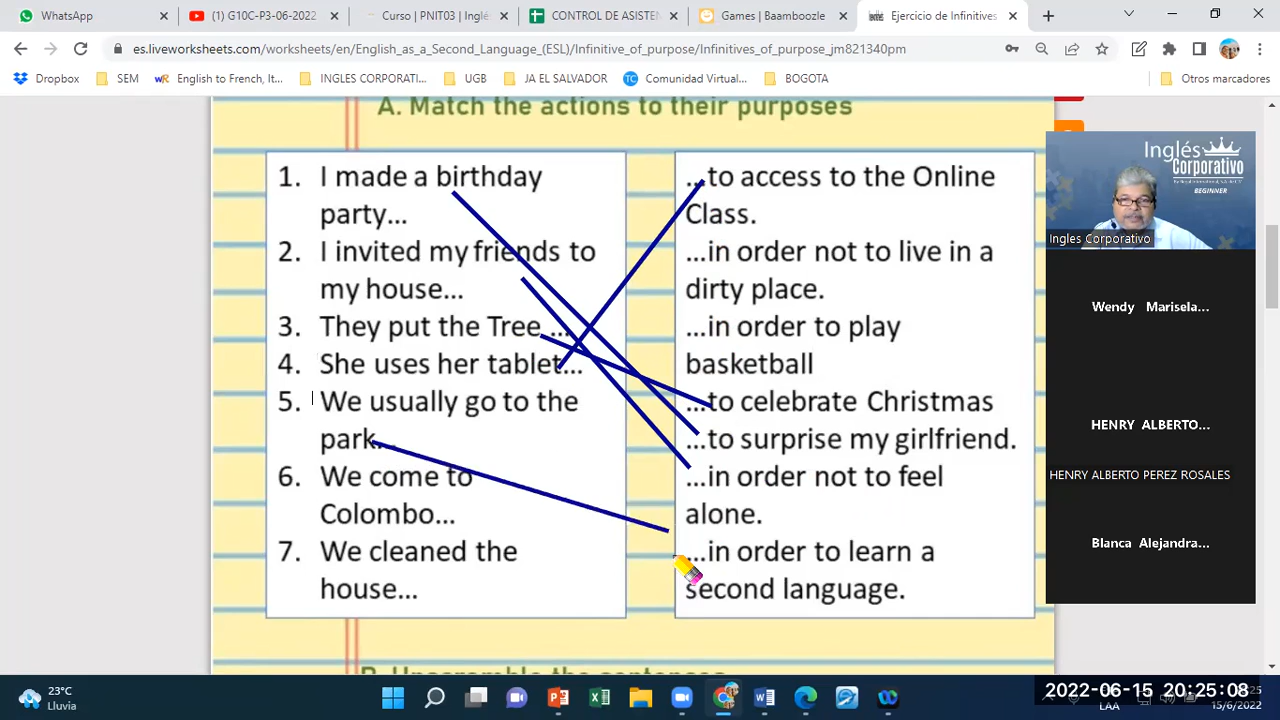 WhatsApp
(1) G10C-P3-06-2022
Curso | PNIT03 | Inglé
CONTROL DE ASISTEN
Games | Baamboozle
Ejercicio de Infinitives
es.liveworksheets.com/worksheets/en/English_as_a_Second_Language_(ESL)/Infinitive_of_purpose/Infinitives_of_purpose_jm821340pm
Dropbox
SEM
English to French, It...
INGLES CORPORATI...
UGB
JA EL SALVADOR
Comunidad Virtual...
BOGOTA
Otros marcadores
A. Match the actions to their purposes
1. I made a birthday
party...
2. I invited my friends to
my house...
3. They put the Tree ...
4. She uses her tablet...
5. We usually go to the
park...
6. We come to
Colombo...
7. We cleaned the
house...
...to access to the Online
Class.
...in order not to live in a
dirty place.
...in order to play
basketball
...to celebrate Christmas
...to surprise my girlfriend.
...in order not to feel
alone.
...in order to learn a
second language.
B. Unscramble the sentences
Inglés
Corporativo
BEGINNER
Ingles Corporativo
Wendy Marisela...
HENRY ALBERTO...
HENRY ALBERTO PEREZ ROSALES
Blanca Alejandra...
23°C
Lluvia
2022-06-15 20:25:08
LAA
15/6/2022